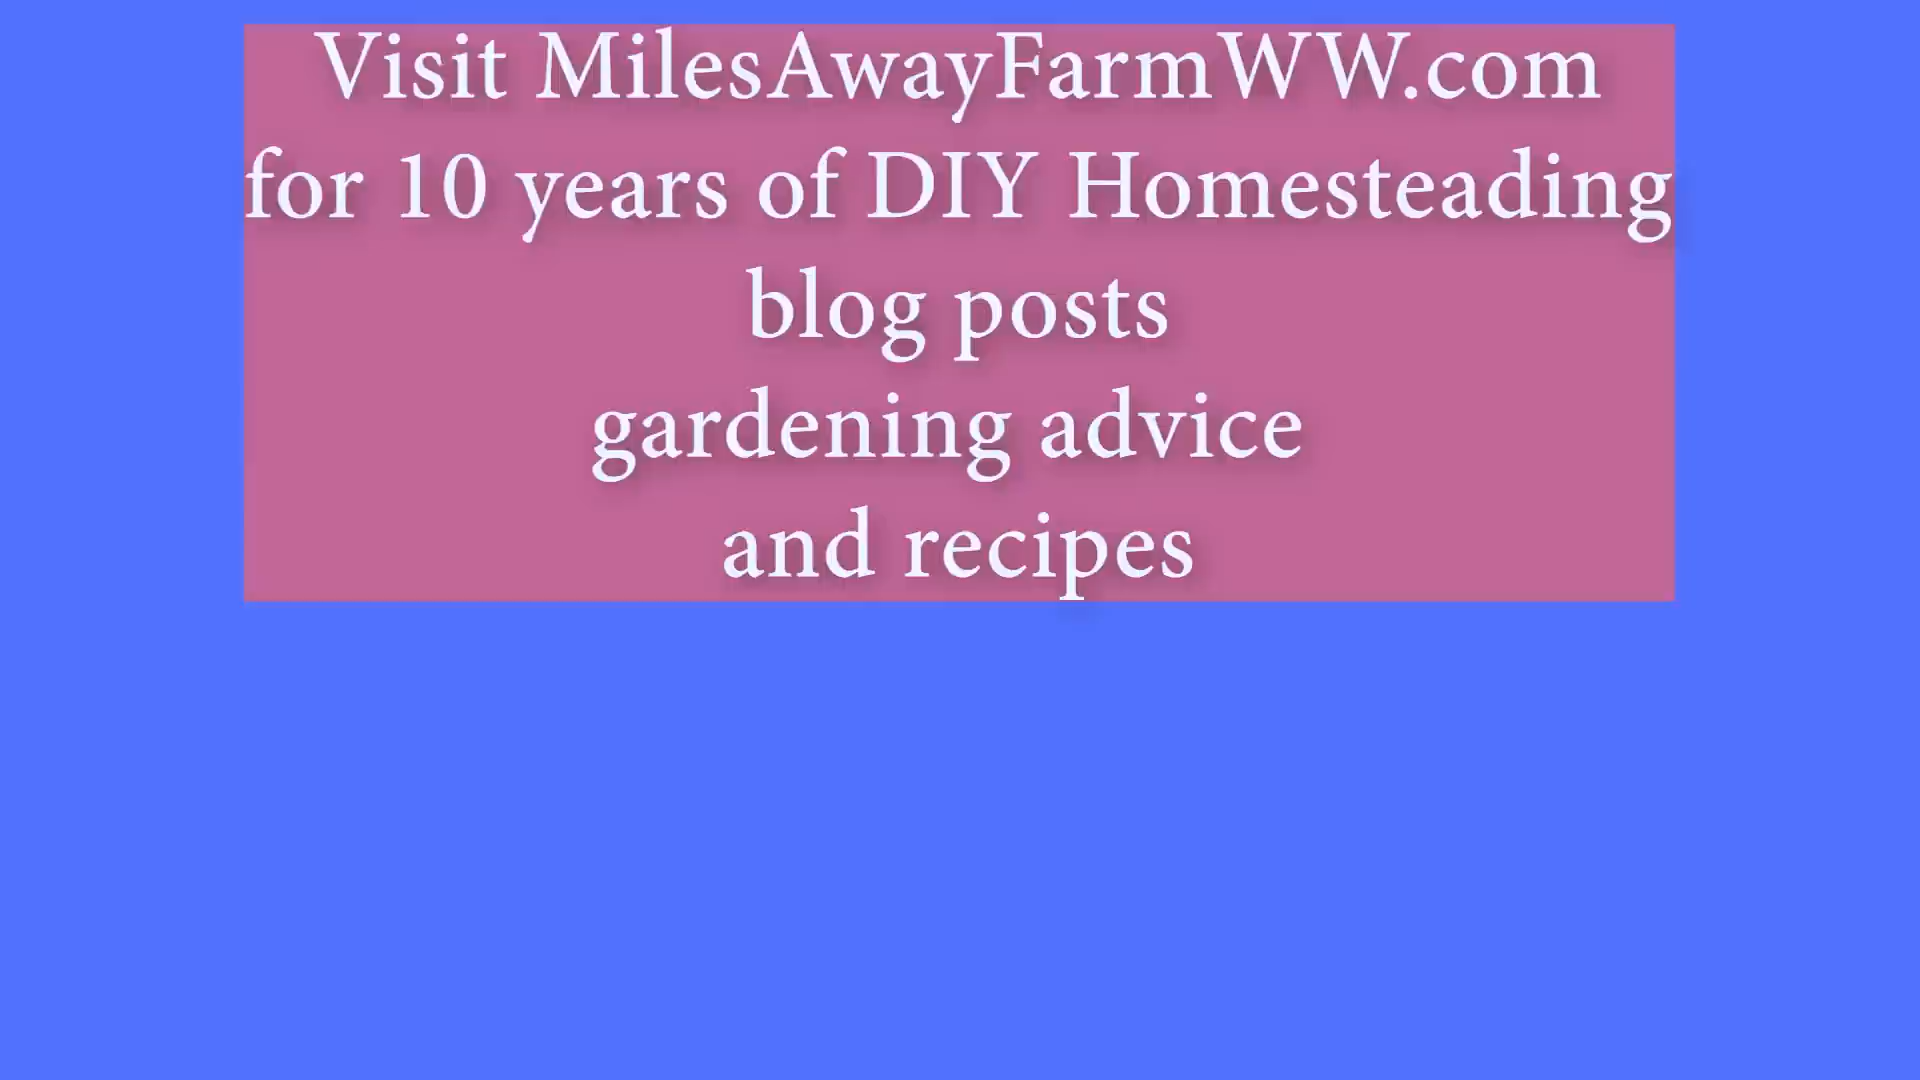 Visit MilesAwayFarmWW.com
for 10 years of DIY Homesteading
blog posts
gardening advice
and recipes